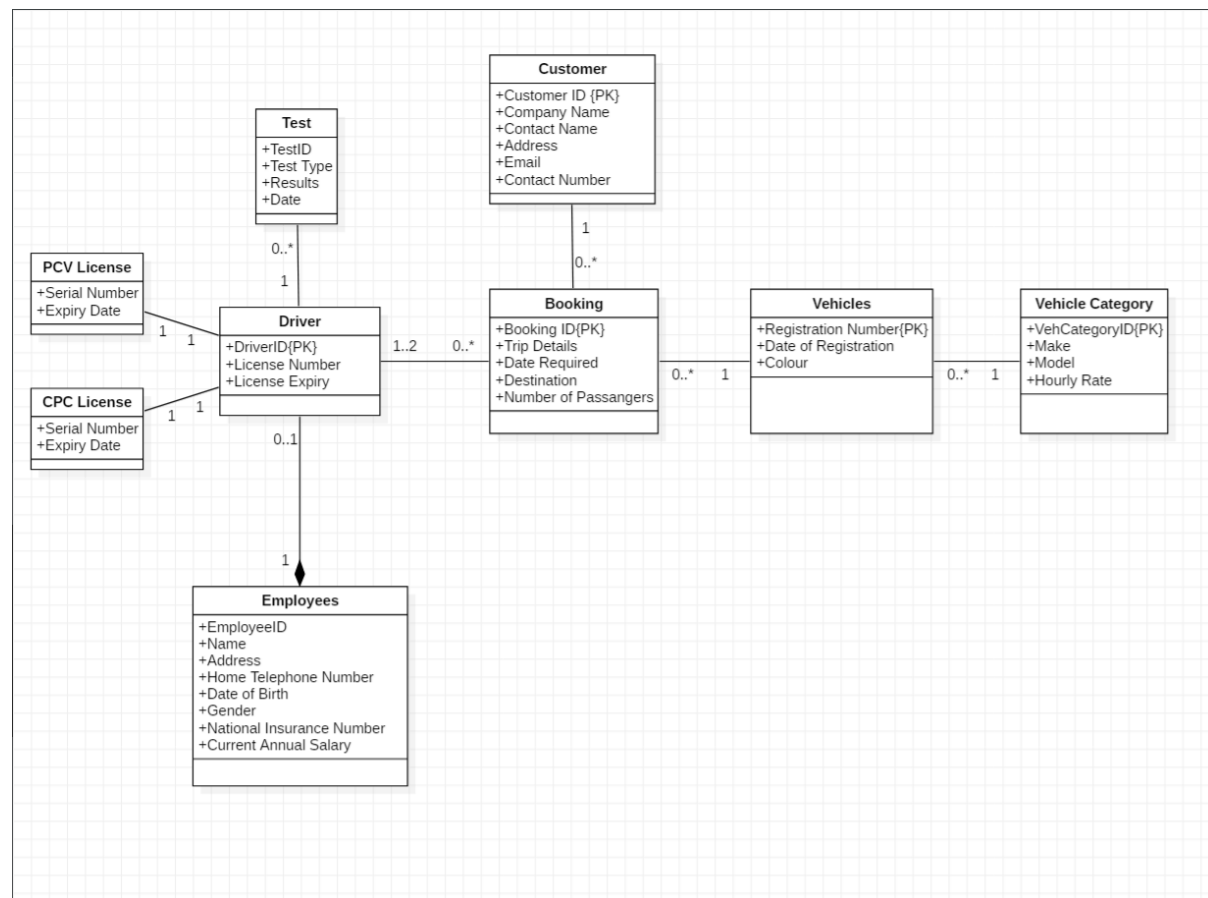 Customer
+Customer ID {PK}
+Company Name
+Contact Name
+Address
+Email
+Contact Number
Test
+TestID
+Test Type
+Results
+Date
0..*
1
1
0..*
PCV License
+Serial Number
+Expiry Date
1
1
CPC License
+Serial Number
+Expiry Date
1
1
Driver
+DriverID{PK}
+License Number
+License Expiry
1..2
0..*
Booking
+Booking ID{PK}
+Trip Details
+Date Required
+Destination
+Number of Passangers
0..*
1
Vehicles
+Registration Number{PK}
+Date of Registration
+Colour
0..*
1
Vehicle Category
+VehCategoryID{PK}
+Make
+Model
+Hourly Rate
0..1
1
Employees
+EmployeeID
+Name
+Address
+Home Telephone Number
+Date of Birth
+Gender
+National Insurance Number
+Current Annual Salary